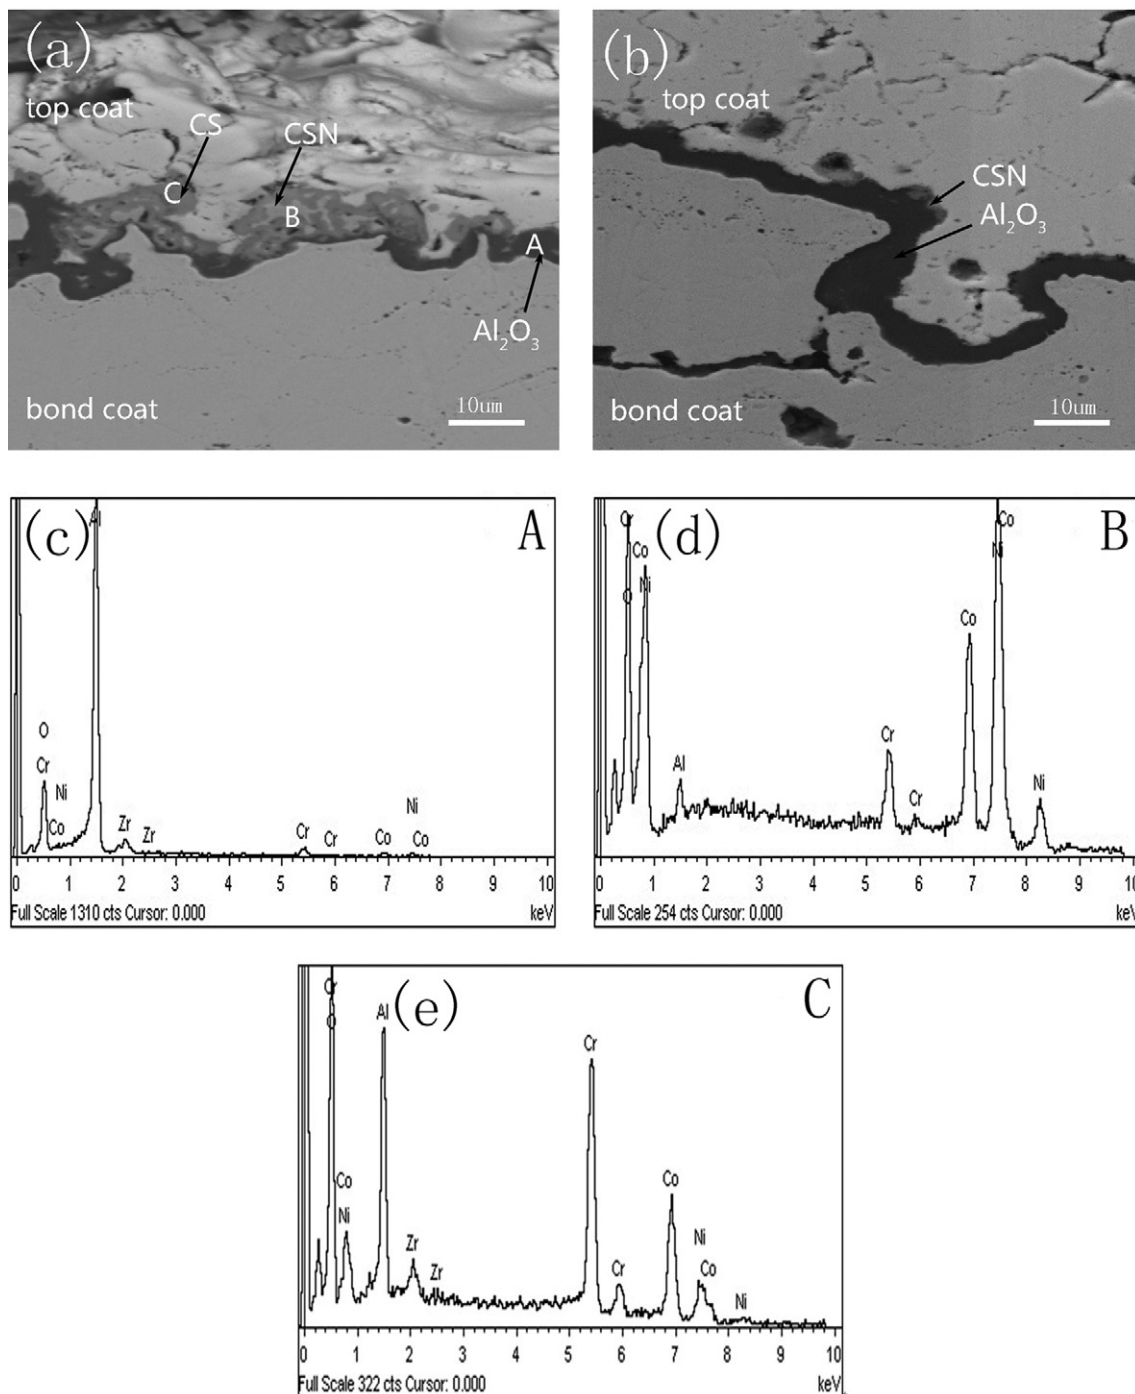 (a)
top coat
CS
CSN
C
B
A
Al₂O₃
bond coat
10um
(b)
top coat
CSN
Al₂O₃
bond coat
10um
(c)
A
Al
O
Cr
Ni
Co
Zr
Zr
Cr
Cr
Co
Ni
Co
0 1 2 3 4 5 6 7 8 9 10
Full Scale 1310 cts Cursor: 0.000
keV
(d)
B
Cr
O
Co
Ni
Al
Cr
Cr
Co
Co
Ni
Ni
0 1 2 3 4 5 6 7 8 9 10
Full Scale 254 cts Cursor: 0.000
keV
(e)
C
Cr
O
Co
Ni
Al
Zr
Zr
Cr
Cr
Co
Ni
Co
Ni
0 1 2 3 4 5 6 7 8 9 10
Full Scale 322 cts Cursor: 0.000
keV